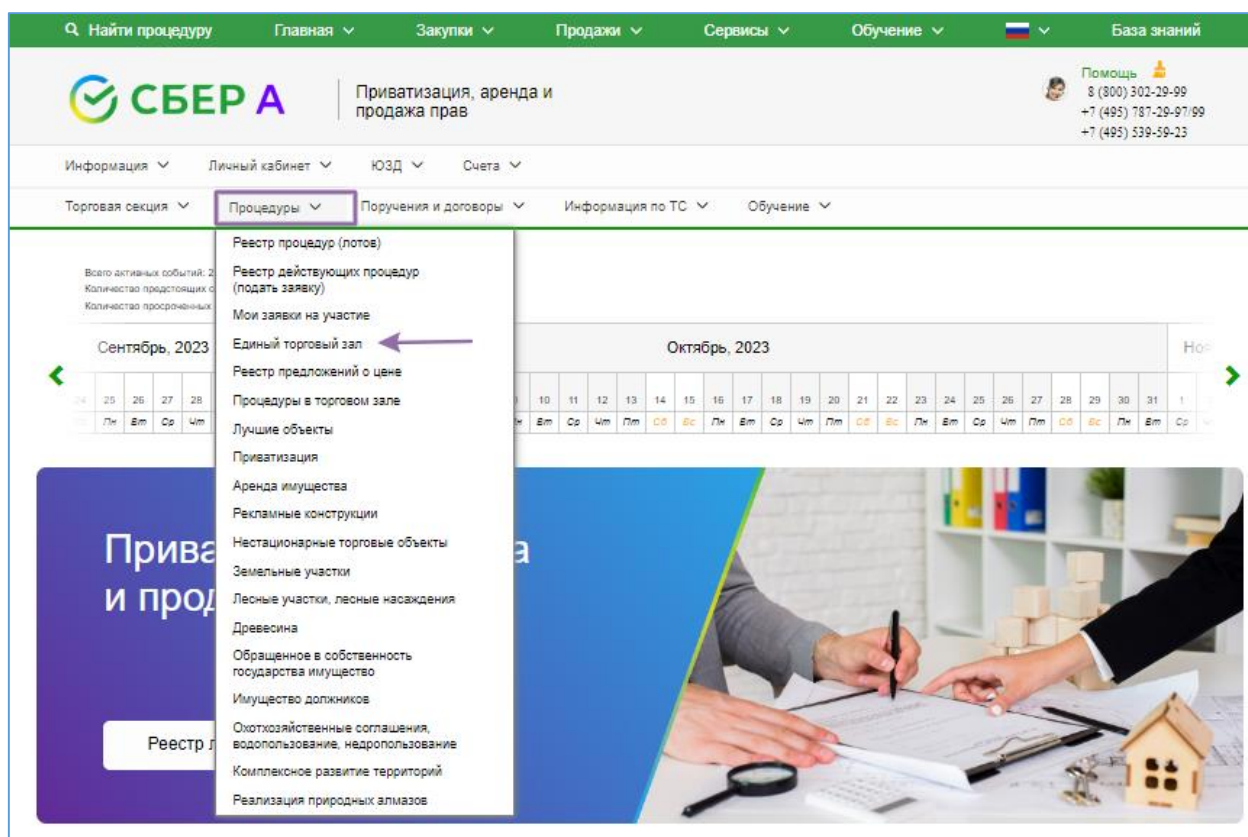 Найти процедуру Главная Закупки Продажи Сервисы Обучение База знаний
СБЕР А
Приватизация, аренда и
продажа прав
Помощь
8 (800) 302-29-99
+7 (495) 787-29-97/99
+7 (495) 539-59-23
Информация Личный кабинет ЮЗД Счета
Торговая секция Процедуры Поручения и договоры Информация по ТС Обучение
Реестр процедур (лотов)
Реестр действующих процедур
(подать заявку)
Мои заявки на участие
Единый торговый зал
Реестр предложений о цене
Процедуры в торговом зале
Лучшие объекты
Приватизация
Аренда имущества
Рекламные конструкции
Нестационарные торговые объекты
Земельные участки
Лесные участки, лесные насаждения
Древесина
Обращенное в собственность
государства имущество
Имущество должников
Охотхозяйственные соглашения,
водопользование, недропользование
Комплексное развитие территорий
Реализация природных алмазов
Всего активных событий: 2
Количество предстоящих с
Количество просроченных
Сентябрь, 2023 Октябрь, 2023 Ноя
24 25 26 27 28 10 11 12 13 14 15 16 17 18 19 20 21 22 23 24 25 26 27 28 29 30 31 1
Пн Вт Ср Чт Вт Ср Чт Пт Сб Вс Пн Вт Ср Чт Пт Сб Вс Пн Вт Ср Чт Пт Сб Вс Пн Вт Ср
Прива а
и прод
Реестр л